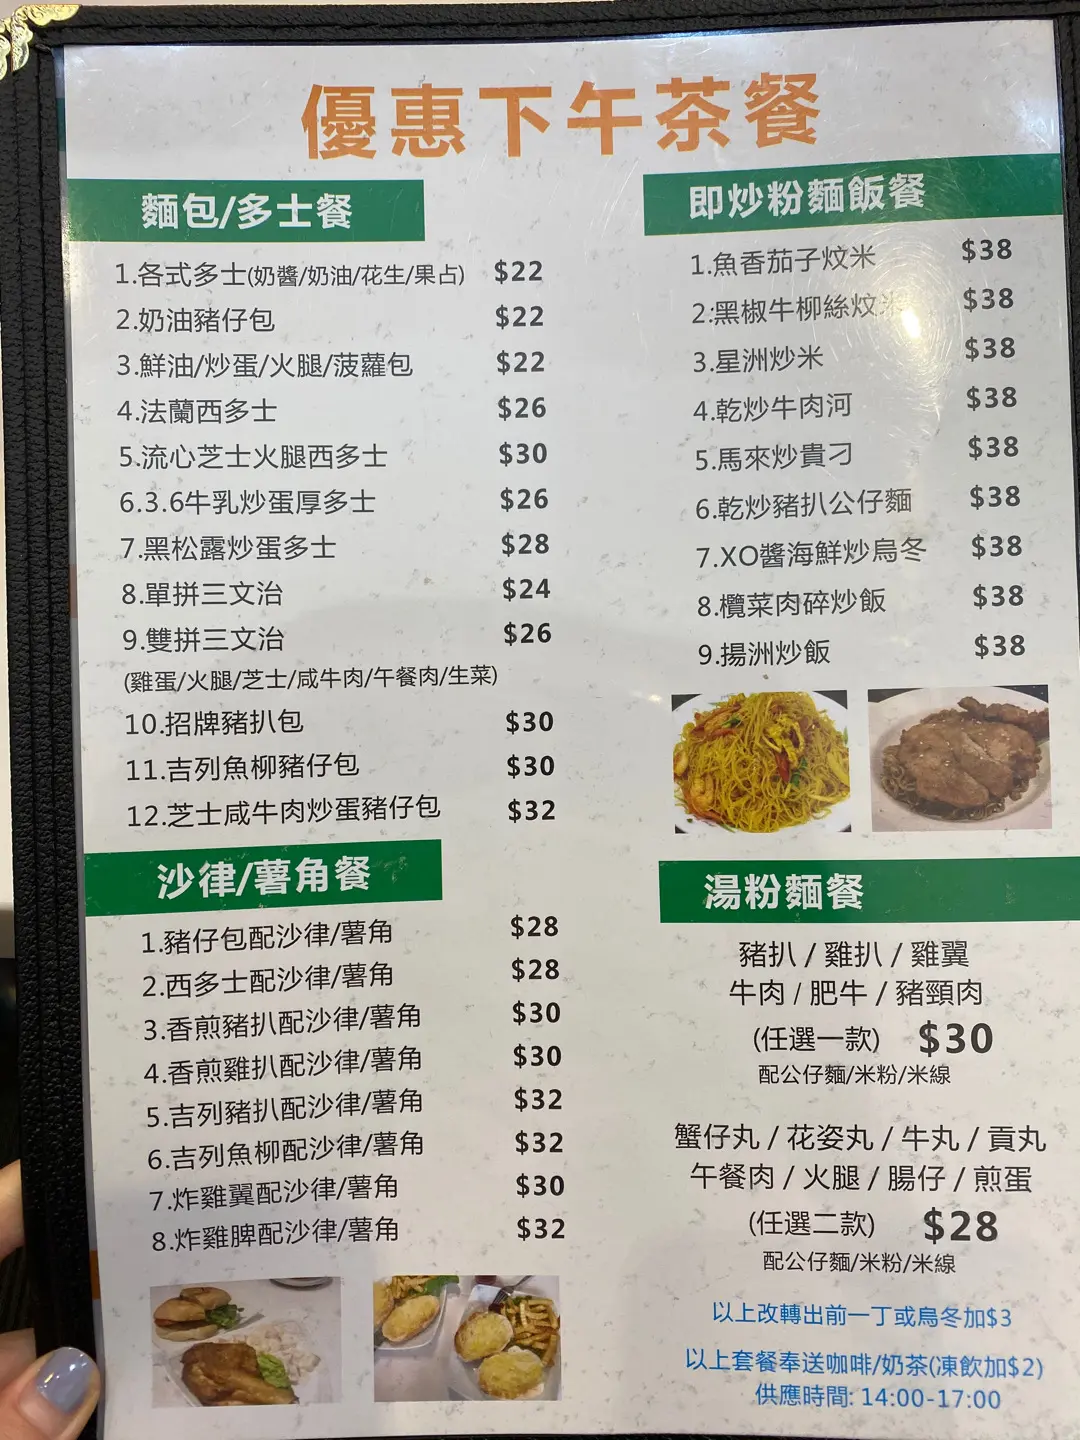 優惠下午茶餐
麵包/多士餐
1.各式多士(奶醬/奶油/花生/果占) $22
2.奶油豬仔包 $22
3.鮮油/炒蛋/火腿/菠蘿包 $22
4.法蘭西多士 $26
5.流心芝士火腿西多士 $30
6.3.6牛乳炒蛋厚多士 $26
7.黑松露炒蛋多士 $28
8.單拼三文治 $24
9.雙拼三文治 $26
(雞蛋/火腿/芝士/咸牛肉/午餐肉/生菜)
10.招牌豬扒包 $30
11.吉列魚柳豬仔包 $30
12.芝士咸牛肉炒蛋豬仔包 $32
沙律/薯角餐
1.豬仔包配沙律/薯角 $28
2.西多士配沙律/薯角 $28
3.香煎豬扒配沙律/薯角 $30
4.香煎雞扒配沙律/薯角 $30
5.吉列豬扒配沙律/薯角 $32
6.吉列魚柳配沙律/薯角 $32
7.炸雞翼配沙律/薯角 $30
8.炸雞脾配沙律/薯角 $32
即炒粉麵飯餐
1.魚香茄子炆米 $38
2.黑椒牛柳絲炆米 $38
3.星洲炒米 $38
4.乾炒牛肉河 $38
5.馬來炒貴刁 $38
6.乾炒豬扒公仔麵 $38
7.XO醬海鮮炒烏冬 $38
8.欖菜肉碎炒飯 $38
9.揚洲炒飯 $38
湯粉麵餐
豬扒 / 雞扒 / 雞翼
牛肉 / 肥牛 / 豬頸肉
(任選一款) $30
配公仔麵/米粉/米線
蟹仔丸 / 花姿丸 / 牛丸 / 貢丸
午餐肉 / 火腿 / 腸仔 / 煎蛋
(任選二款) $28
配公仔麵/米粉/米線
以上改轉出前一丁或烏冬加$3
以上套餐奉送咖啡/奶茶(凍飲加$2)
供應時間: 14:00-17:00